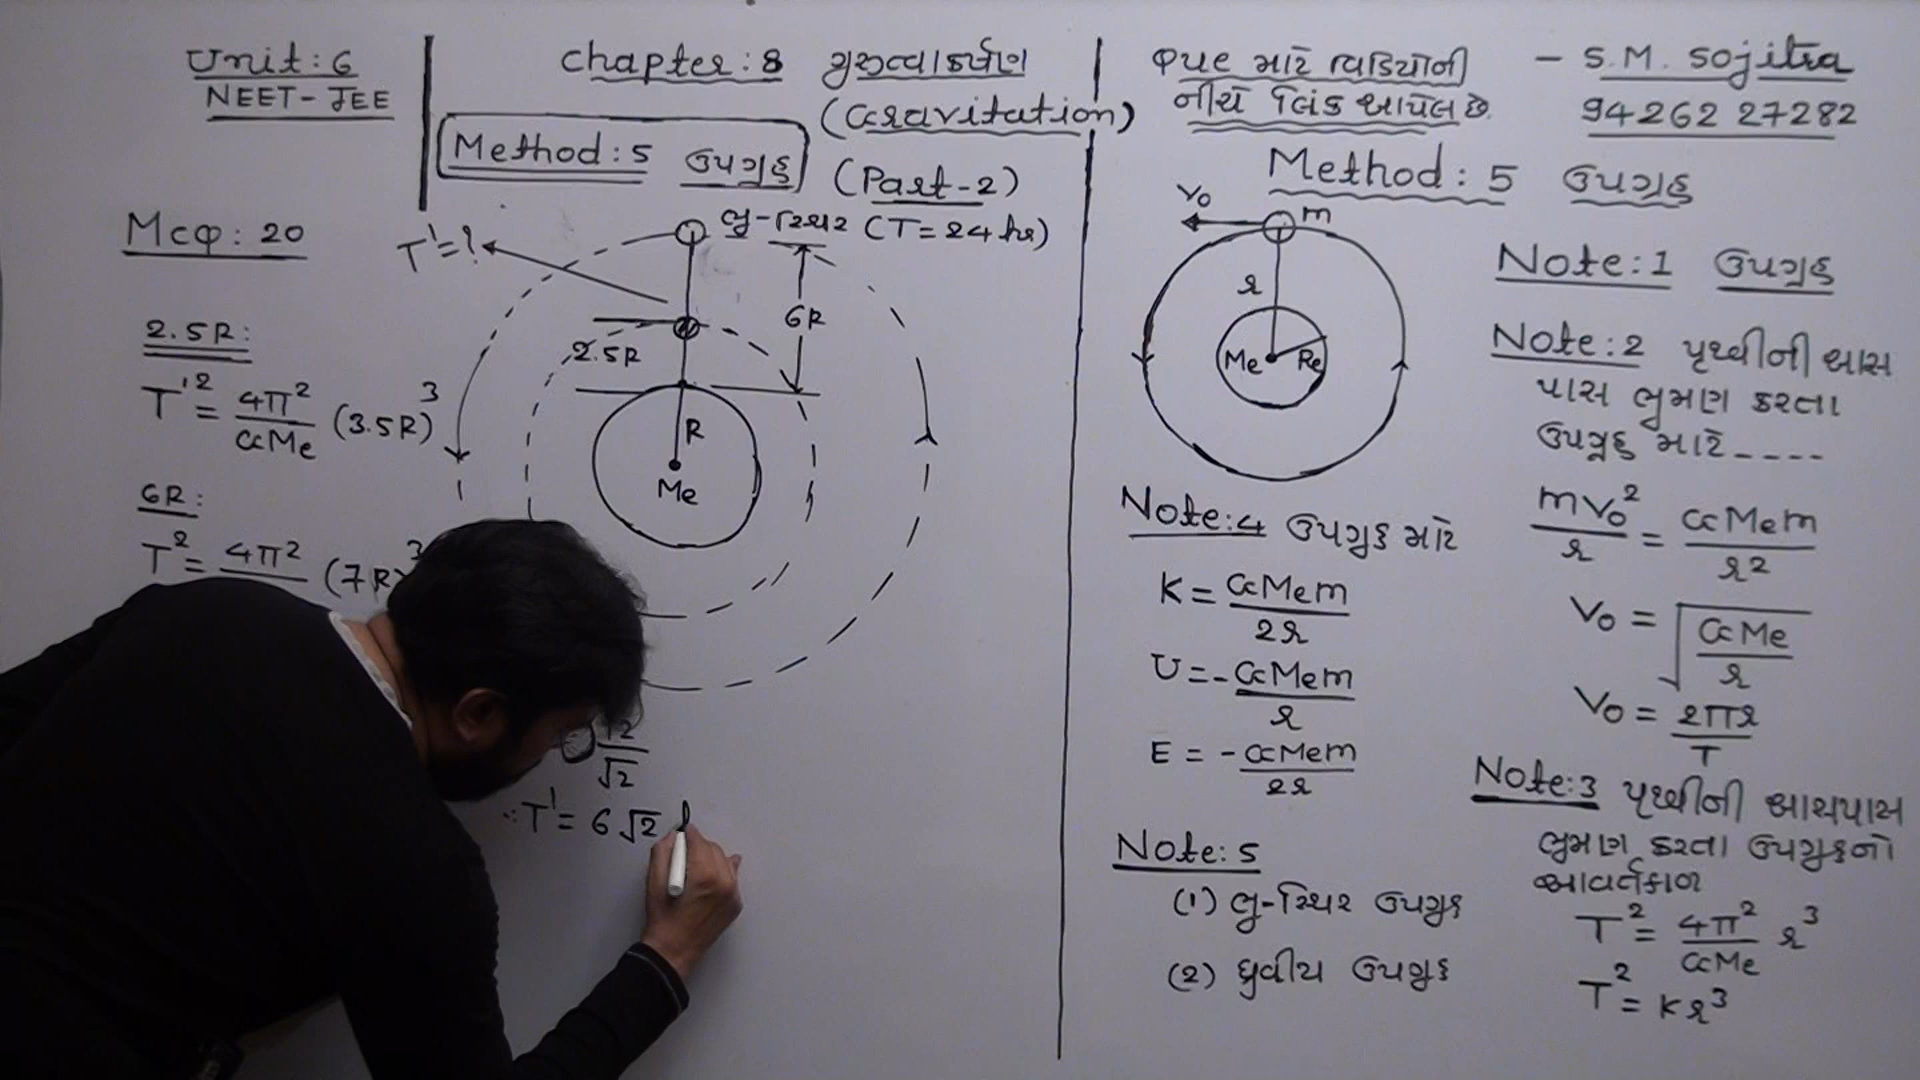 Unit: 6
NEET - JEE
Chapter: 8 ગુરુત્વાકર્ષણ
(Gravitation)
Method: 5 ઉપગ્રહ
(Part-2)
MCQ: 20
T' = ?
ભુ-સ્થિર (T = 24 hr)
6R
2.5R
R
Me
2.5R:
T'² = 4π²/GMe (3.5R)³
6R:
T² = 4π² (7R)³
√2
∴ T' = 6√2
માટે વિડિયોની
નીચે લિંક આપેલ છે.
- S.M. Sojitra
94262 27282
Method: 5 ઉપગ્રહ
V₀
m
r
Me
Re
Note: 1 ઉપગ્રહ
Note: 2 પૃથ્વીની આસ
પાસ ભ્રમણ કરતા
ઉપગ્રહ માટે ----
mV₀²/r = GMem/r²
V₀ = √(GMe/r)
V₀ = 2πr/T
Note: 3 પૃથ્વીની આસપાસ
ભ્રમણ કરતા ઉપગ્રહનો
આવર્તકાળ
T² = 4π²/GMe r³
T² = Kr³
Note: 4 ઉપગ્રહ માટે
K = GMem/2r
U = -GMem/r
E = -GMem/2r
Note: 5
(1) ભુ-સ્થિર ઉપગ્રહ
(2) ધ્રુવીય ઉપગ્રહ